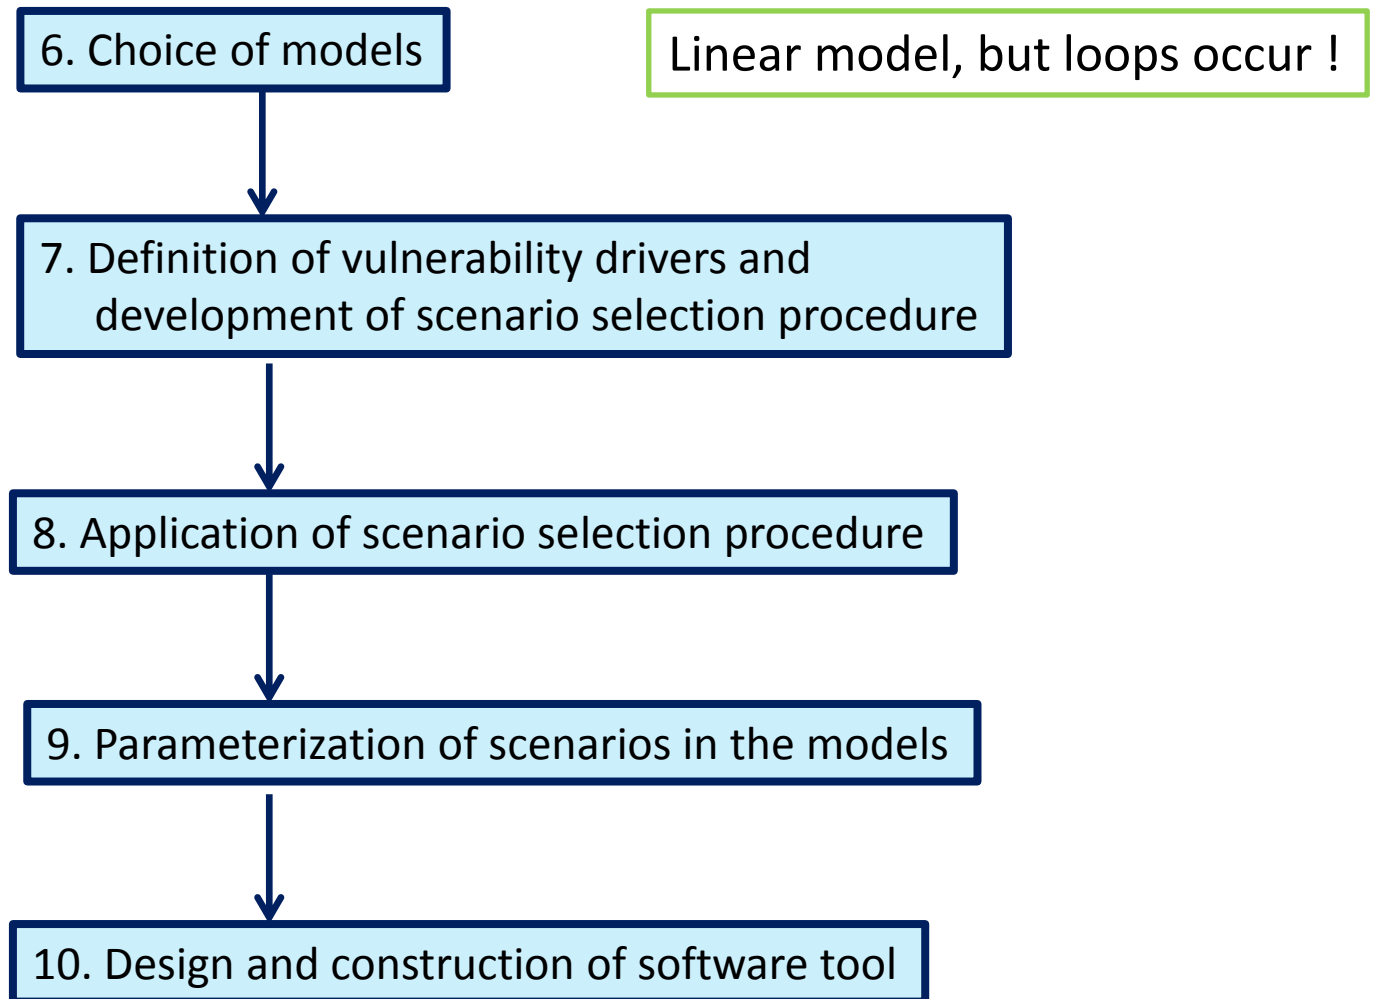 6. Choice of models
Linear model, but loops occur !
7. Definition of vulnerability drivers and
development of scenario selection procedure
8. Application of scenario selection procedure
9. Parameterization of scenarios in the models
10. Design and construction of software tool